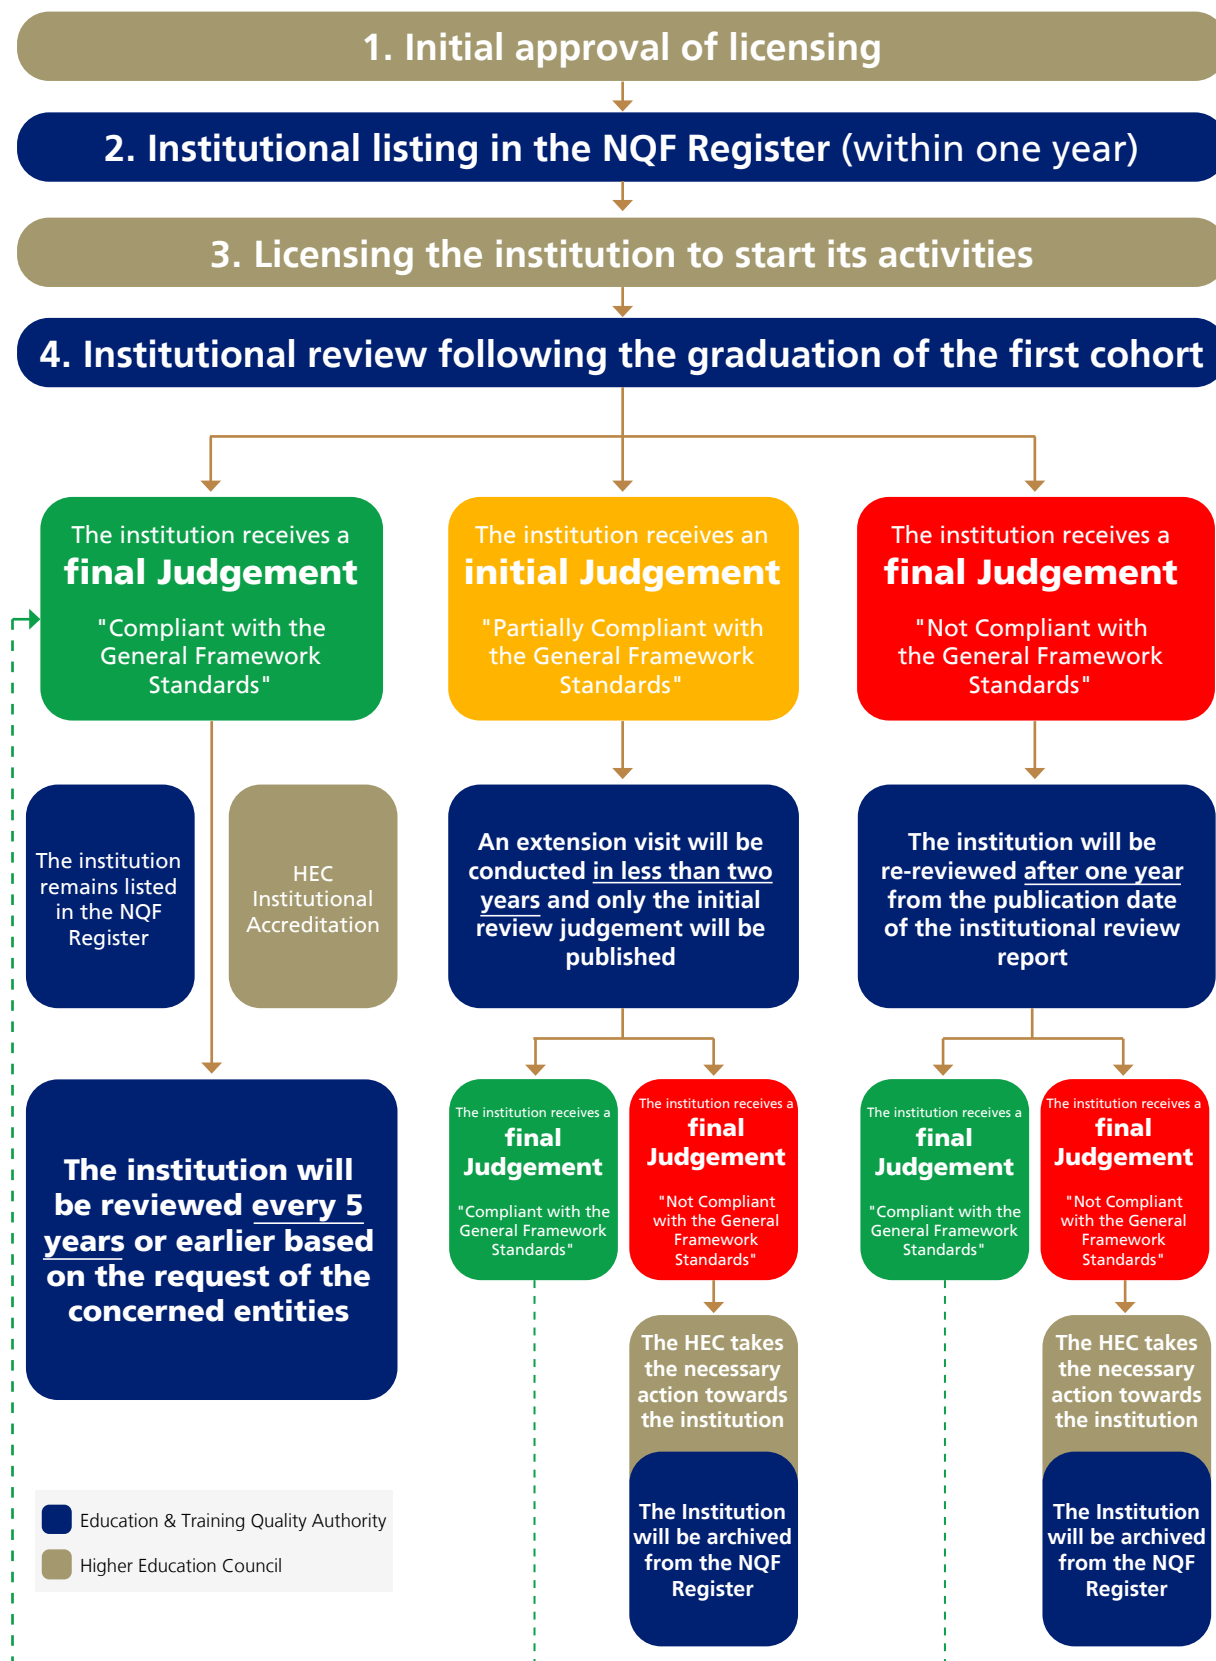 1. Initial approval of licensing
2. Institutional listing in the NQF Register (within one year)
3. Licensing the institution to start its activities
4. Institutional review following the graduation of the first cohort
The institution receives a
final Judgement
"Compliant with the
General Framework
Standards"
The institution receives an
initial Judgement
"Partially Compliant with
the General Framework
Standards"
The institution receives a
final Judgement
"Not Compliant with
the General Framework
Standards"
The institution
remains listed
in the NQF
Register
HEC
Institutional
Accreditation
An extension visit will be
conducted in less than two
years and only the initial
review judgement will be
published
The institution will be
re-reviewed after one year
from the publication date
of the institutional review
report
The institution will
be reviewed every 5
years or earlier based
on the request of the
concerned entities
The institution receives a
final
Judgement
"Compliant with the
General Framework
Standards"
The institution receives a
final
Judgement
"Not Compliant
with the General
Framework
Standards"
The institution receives a
final
Judgement
"Compliant with the
General Framework
Standards"
The institution receives a
final
Judgement
"Not Compliant
with the General
Framework
Standards"
The HEC takes
the necessary
action towards
the institution
The Institution
will be archived
from the NQF
Register
The HEC takes
the necessary
action towards
the institution
The Institution
will be archived
from the NQF
Register
Education & Training Quality Authority
Higher Education Council